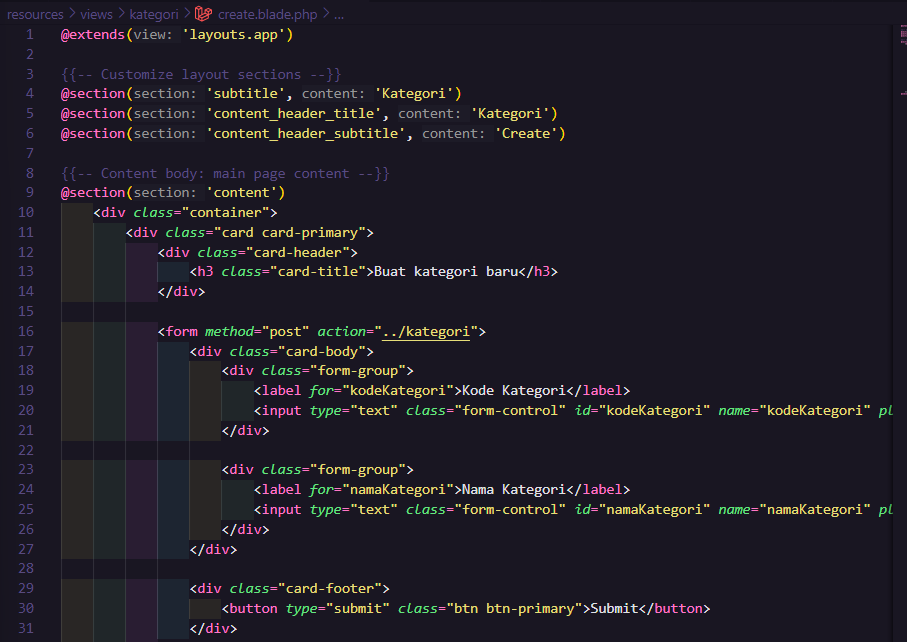 resources > views > kategori > create.blade.php > ...
1 @extends(view: 'layouts.app')
2
3 {{-- Customize layout sections --}}
4 @section(section: 'subtitle', content: 'Kategori')
5 @section(section: 'content_header_title', content: 'Kategori')
6 @section(section: 'content_header_subtitle', content: 'Create')
7
8 {{-- Content body: main page content --}}
9 @section(section: 'content')
10 <div class="container">
11 <div class="card card-primary">
12 <div class="card-header">
13 <h3 class="card-title">Buat kategori baru</h3>
14 </div>
15
16 <form method="post" action="../kategori">
17 <div class="card-body">
18 <div class="form-group">
19 <label for="kodeKategori">Kode Kategori</label>
20 <input type="text" class="form-control" id="kodeKategori" name="kodeKategori" pl
21 </div>
22
23 <div class="form-group">
24 <label for="namaKategori">Nama Kategori</label>
25 <input type="text" class="form-control" id="namaKategori" name="namaKategori" pl
26 </div>
27 </div>
28
29 <div class="card-footer">
30 <button type="submit" class="btn btn-primary">Submit</button>
31 </div>